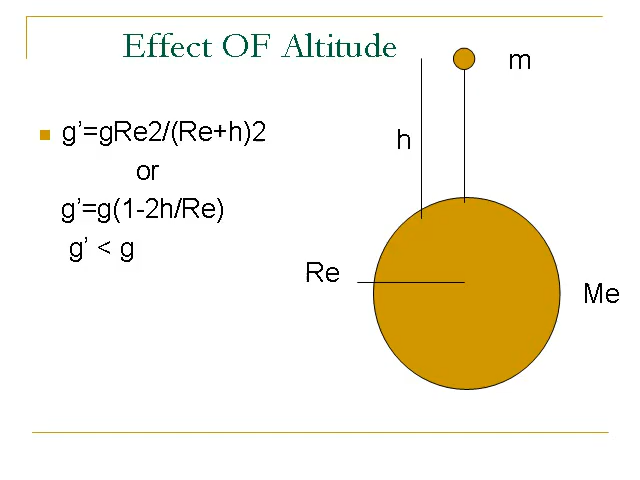 Effect OF Altitude
m
g’=gRe2/(Re+h)2
h
or
g’=g(1-2h/Re)
g’ < g
Re
Me